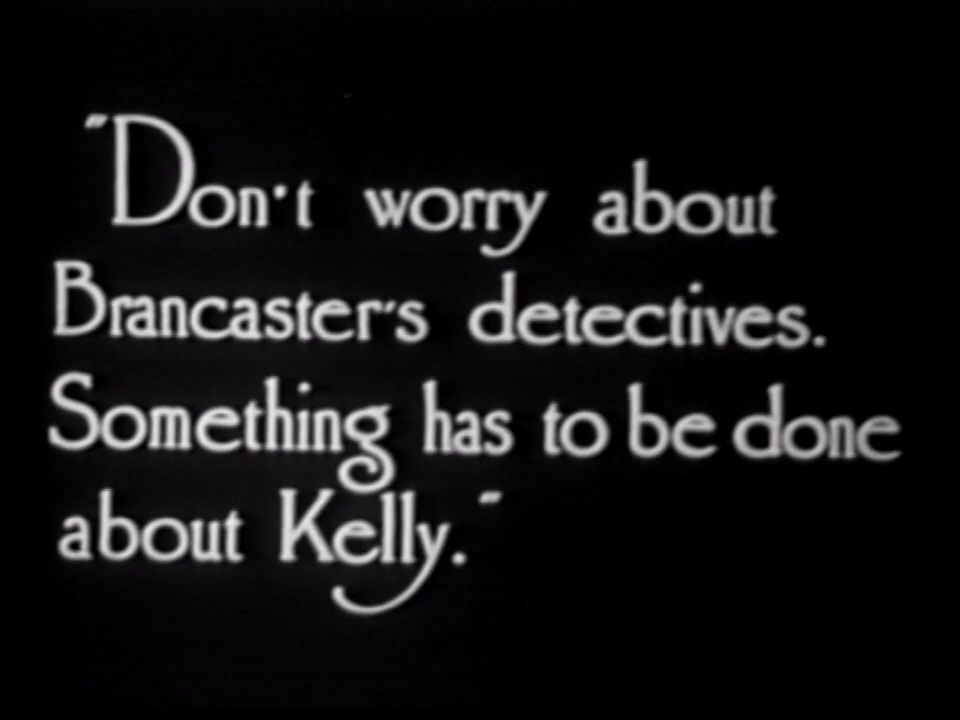 "Don't worry about
Brancaster's detectives.
Something has to be done
about Kelly."